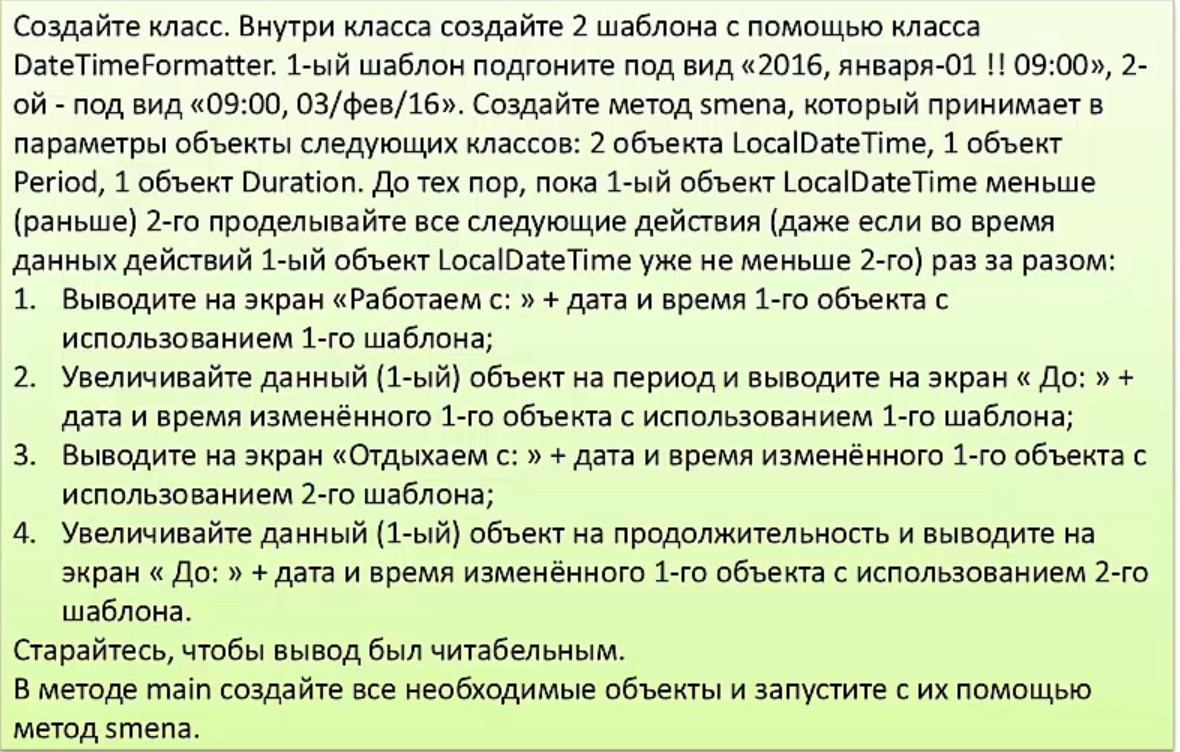 Создайте класс. Внутри класса создайте 2 шаблона с помощью класса
DateTimeFormatter. 1-ый шаблон подгоните под вид «2016, января-01 !! 09:00», 2-
ой - под вид «09:00, 03/фев/16». Создайте метод smena, который принимает в
параметры объекты следующих классов: 2 объекта LocalDateTime, 1 объект
Period, 1 объект Duration. До тех пор, пока 1-ый объект LocalDateTime меньше
(раньше) 2-го проделывайте все следующие действия (даже если во время
данных действий 1-ый объект LocalDateTime уже не меньше 2-го) раз за разом:
1. Выводите на экран «Работаем с: » + дата и время 1-го объекта с
использованием 1-го шаблона;
2. Увеличивайте данный (1-ый) объект на период и выводите на экран « До: » +
дата и время изменённого 1-го объекта с использованием 1-го шаблона;
3. Выводите на экран «Отдыхаем с: » + дата и время изменённого 1-го объекта с
использованием 2-го шаблона;
4. Увеличивайте данный (1-ый) объект на продолжительность и выводите на
экран « До: » + дата и время изменённого 1-го объекта с использованием 2-го
шаблона.
Старайтесь, чтобы вывод был читабельным.
В методе main создайте все необходимые объекты и запустите с их помощью
метод smena.